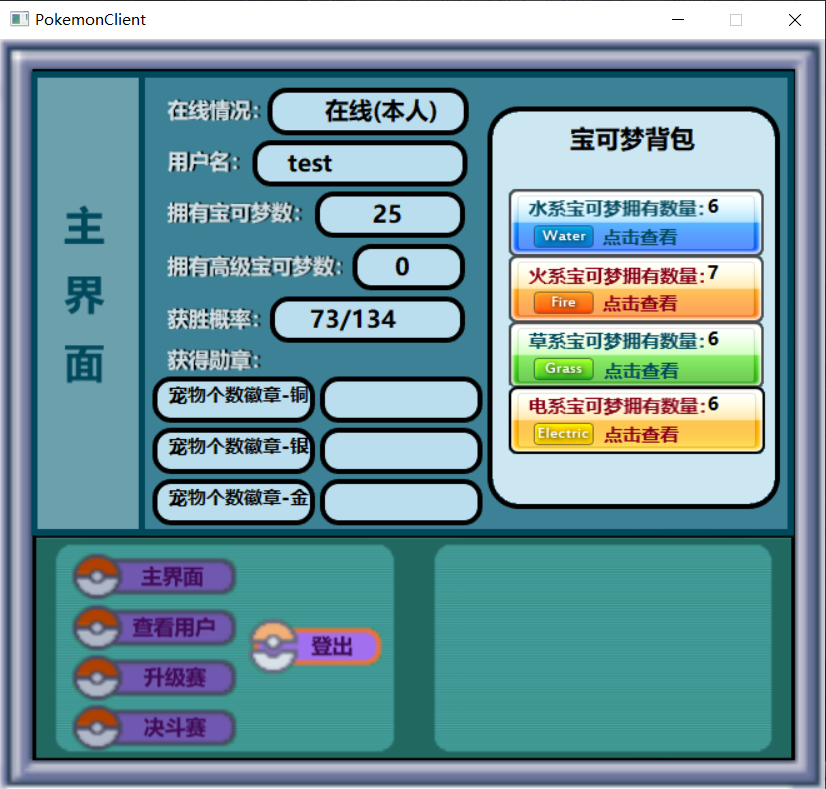 PokemonClient
主界面
在线情况: 在线(本人)
用户名: test
拥有宝可梦数: 25
拥有高级宝可梦数: 0
获胜概率: 73/134
获得勋章:
宠物个数徽章-铜
宠物个数徽章-银
宠物个数徽章-金
宝可梦背包
水系宝可梦拥有数量:6
Water 点击查看
火系宝可梦拥有数量:7
Fire 点击查看
草系宝可梦拥有数量:6
Grass 点击查看
电系宝可梦拥有数量:6
Electric 点击查看
主界面
查看用户
升级赛
决斗赛
登出